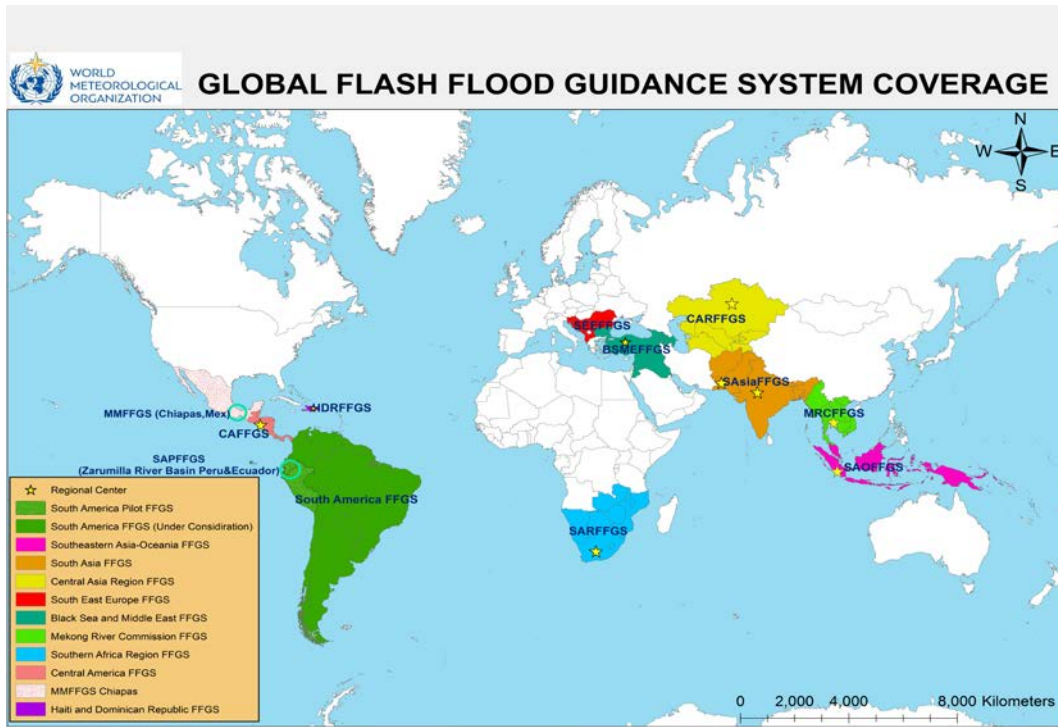 WORLD
METEOROLOGICAL
ORGANIZATION
GLOBAL FLASH FLOOD GUIDANCE SYSTEM COVERAGE
N
W E
S
SEEFFGS
CARFFGS
BSMEFFGS
SAsiaFFGS
MRCFFGS
MMFFGS (Chiapas,Mex)
HDRFFGS
CAFFGS
SAPFFGS
(Zarumilla River Basin Peru&Ecuador)
SAOFFGS
South America FFGS
SARFFGS
Regional Center
South America Pilot FFGS
South America FFGS (Under Considiration)
Southeastern Asia-Oceania FFGS
South Asia FFGS
Central Asia Region FFGS
South East Europe FFGS
Black Sea and Middle East FFGS
Mekong River Commission FFGS
Southern Africa Region FFGS
Central America FFGS
MMFFGS Chiapas
Haiti and Dominican Republic FFGS
0 2,000 4,000 8,000 Kilometers